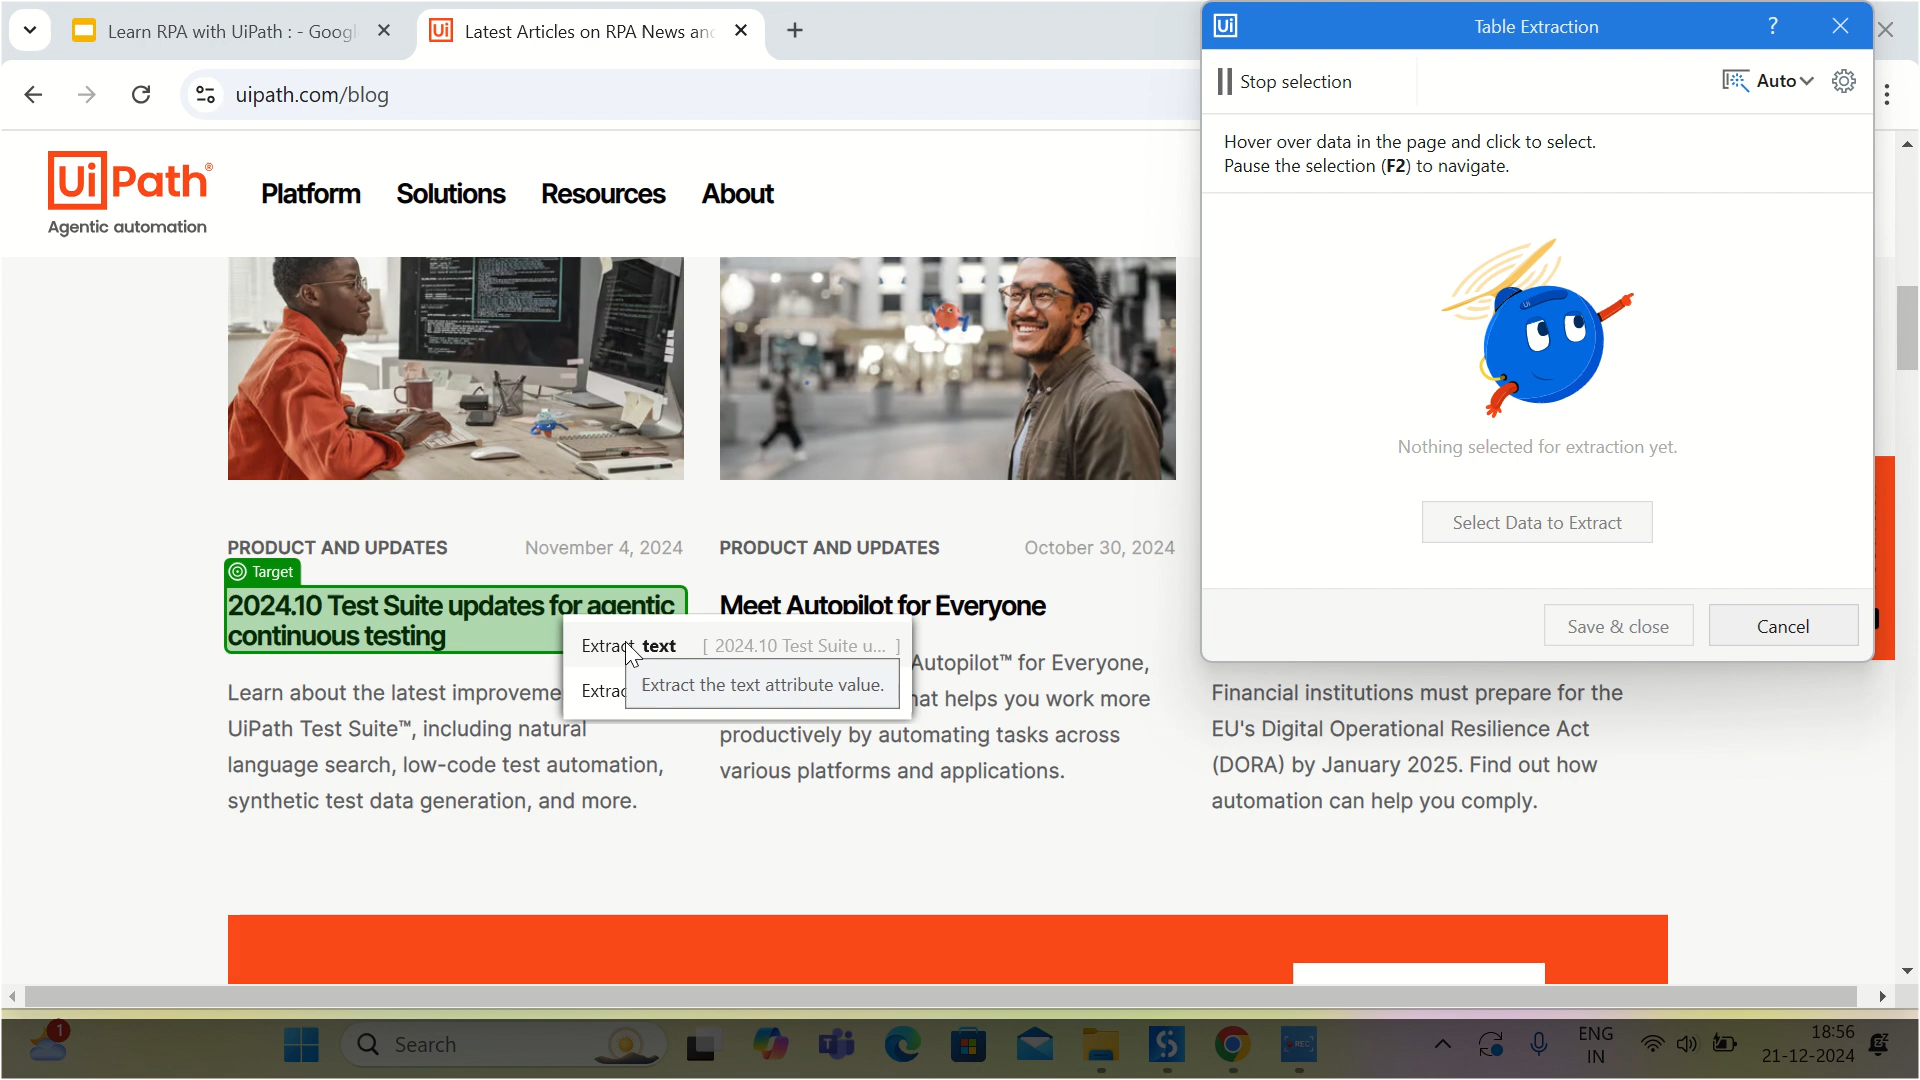 Learn RPA with UiPath : - Googl
Latest Articles on RPA News and
uipath.com/blog
Ui Path®
Agentic automation
Platform
Solutions
Resources
About
PRODUCT AND UPDATES
November 4, 2024
Target
2024.10 Test Suite updates for agentic
continuous testing
Learn about the latest improveme
UiPath Test Suite™, including natural
language search, low-code test automation,
synthetic test data generation, and more.
PRODUCT AND UPDATES
October 30, 2024
Meet Autopilot for Everyone
Autopilot™ for Everyone,
hat helps you work more
productively by automating tasks across
various platforms and applications.
Extract text [ 2024.10 Test Suite u... ]
Extrac
Extract the text attribute value.
Financial institutions must prepare for the
EU's Digital Operational Resilience Act
(DORA) by January 2025. Find out how
automation can help you comply.
Ui
Table Extraction
?
Stop selection
Auto
Hover over data in the page and click to select.
Pause the selection (F2) to navigate.
Nothing selected for extraction yet.
Select Data to Extract
Save & close
Cancel
1
Search
REC
ENG
IN
18:56
21-12-2024